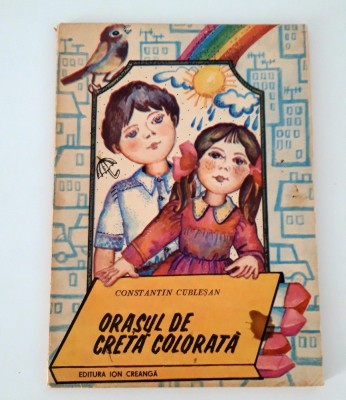 CONSTANTIN CUBLEȘAN
ORAȘUL DE
CRETĂ COLORATĂ
EDITURA ION CREANGĂ